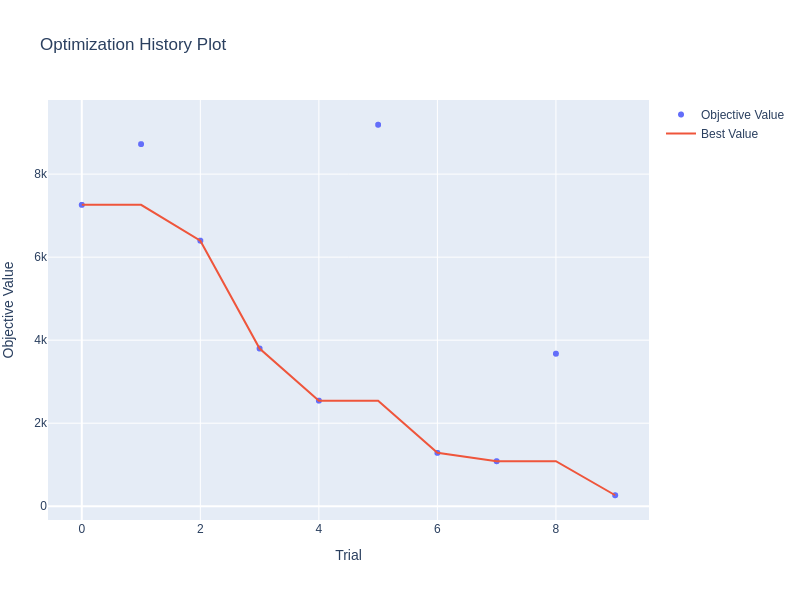 Optimization History Plot
Objective Value
Best Value
8k
6k
4k
2k
0
Objective Value
0 2 4 6 8
Trial